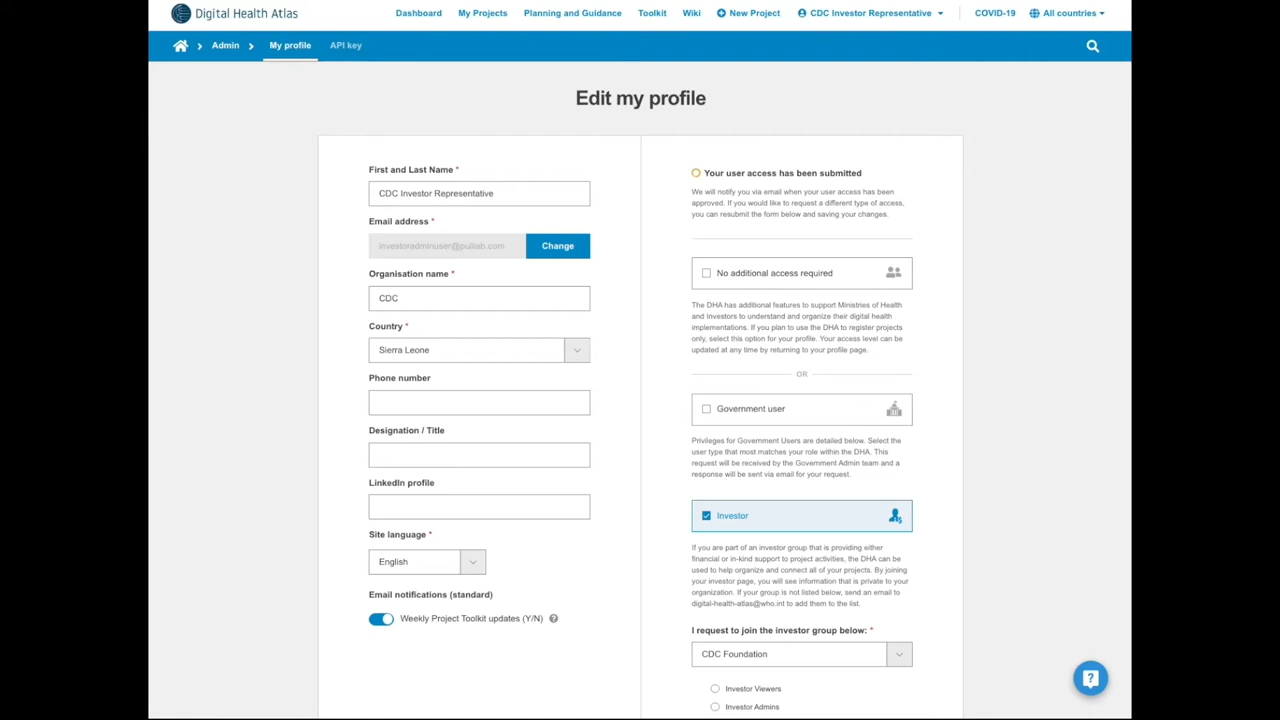 Digital Health Atlas
Dashboard My Projects Planning and Guidance Toolkit Wiki New Project CDC Investor Representative COVID-19 All countries
Admin My profile API key
Edit my profile
First and Last Name *
CDC Investor Representative
Email address *
investoradminuser@pulilab.com Change
Organisation name *
CDC
Country *
Sierra Leone
Phone number
Designation / Title
LinkedIn profile
Site language *
English
Email notifications (standard)
Weekly Project Toolkit updates (Y/N) ?
Your user access has been submitted
We will notify you via email when your user access has been
approved. If you would like to request a different type of access,
you can resubmit the form below and saving your changes.
No additional access required
The DHA has additional features to support Ministries of Health
and Investors to understand and organize their digital health
implementations. If you plan to use the DHA to register projects
only, select this option for your profile. Your access level can be
updated at any time by returning to your profile page.
OR
Government user
Privileges for Government Users are detailed below. Select the
user type that most matches your role within the DHA. This
request will be received by the Government Admin team and a
response will be sent via email for your request.
Investor
If you are part of an investor group that is providing either
financial or in-kind support to project activities, the DHA can be
used to help organize and connect all of your projects. By joining
your investor page, you will see information that is private to your
organization. If your group is not listed below, send an email to
digital-health-atlas@who.int to add them to the list.
I request to join the investor group below: *
CDC Foundation
Investor Viewers
Investor Admins
?